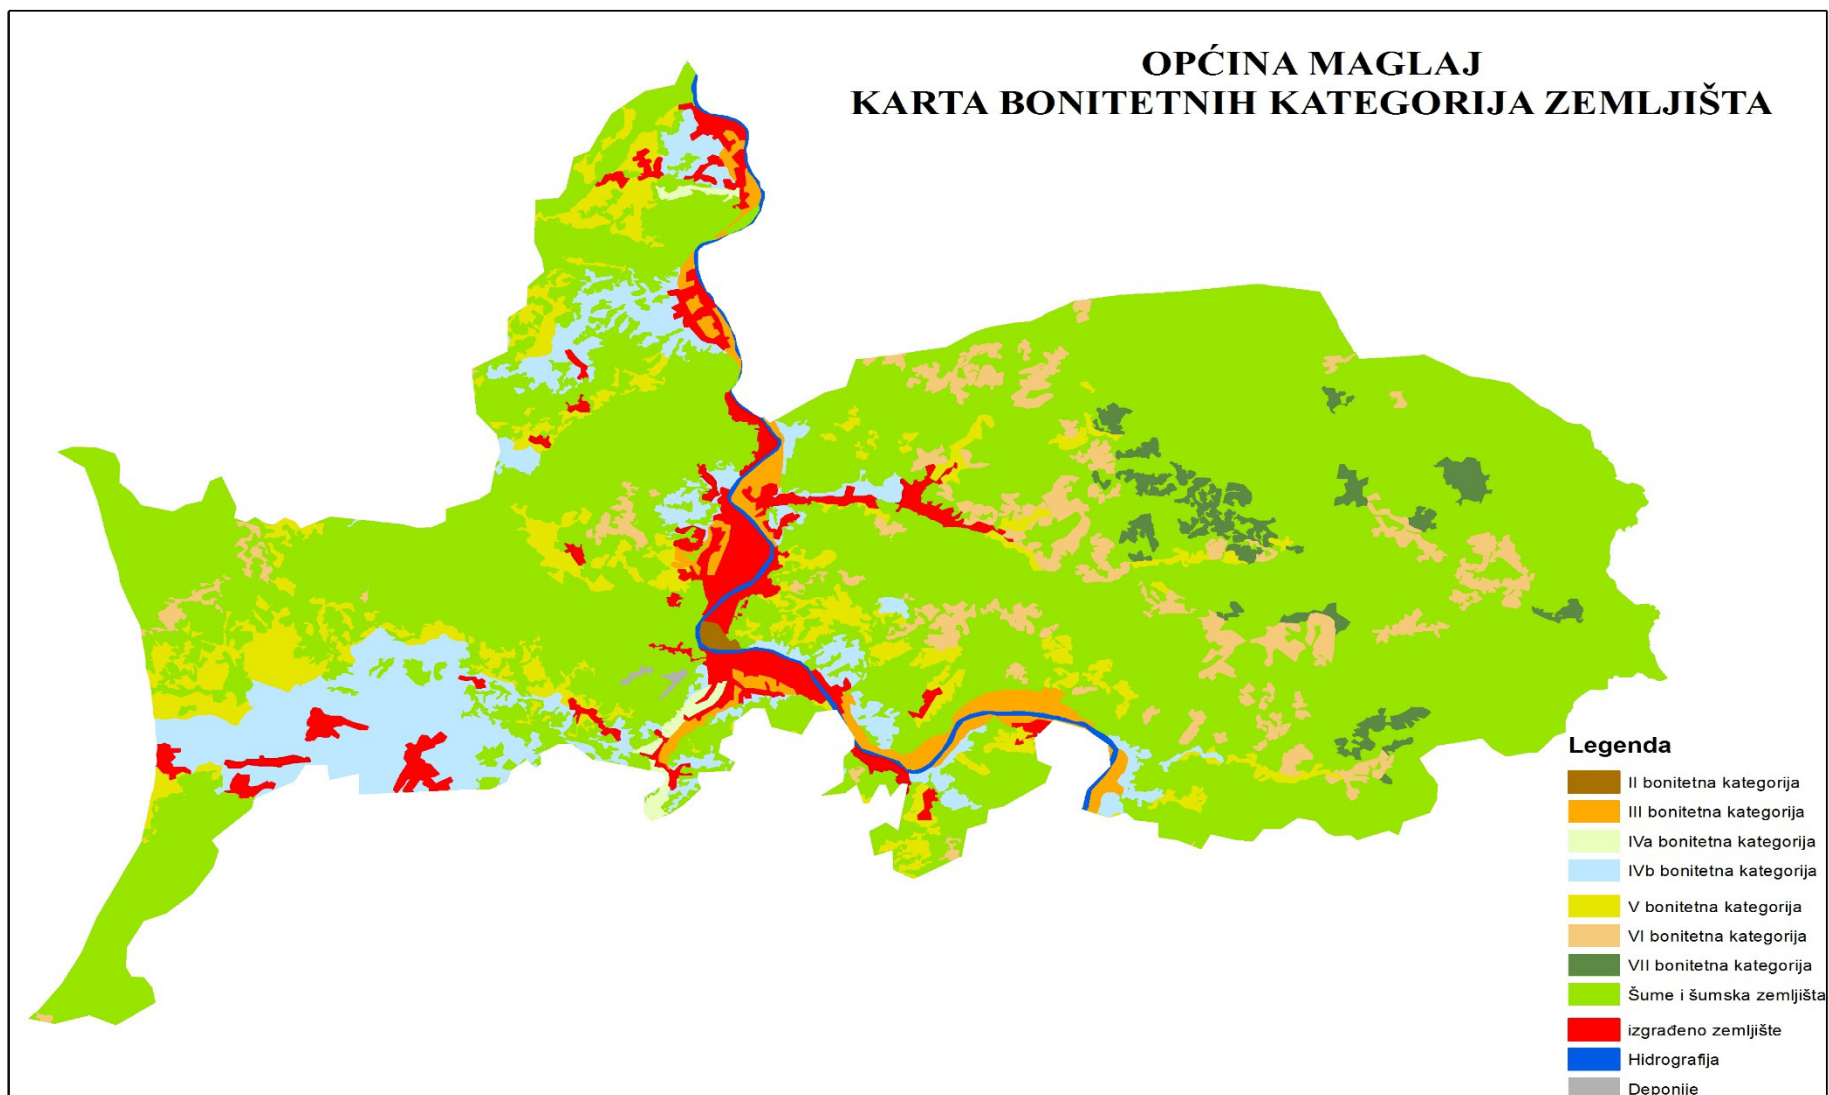 OPĆINA MAGLAJ
KARTA BONITETNIH KATEGORIJA ZEMLJIŠTA
Legenda
II bonitetna kategorija
III bonitetna kategorija
IVa bonitetna kategorija
IVb bonitetna kategorija
V bonitetna kategorija
VI bonitetna kategorija
VII bonitetna kategorija
Šume i šumska zemljišta
izgrađeno zemljište
Hidrografija
Deponije